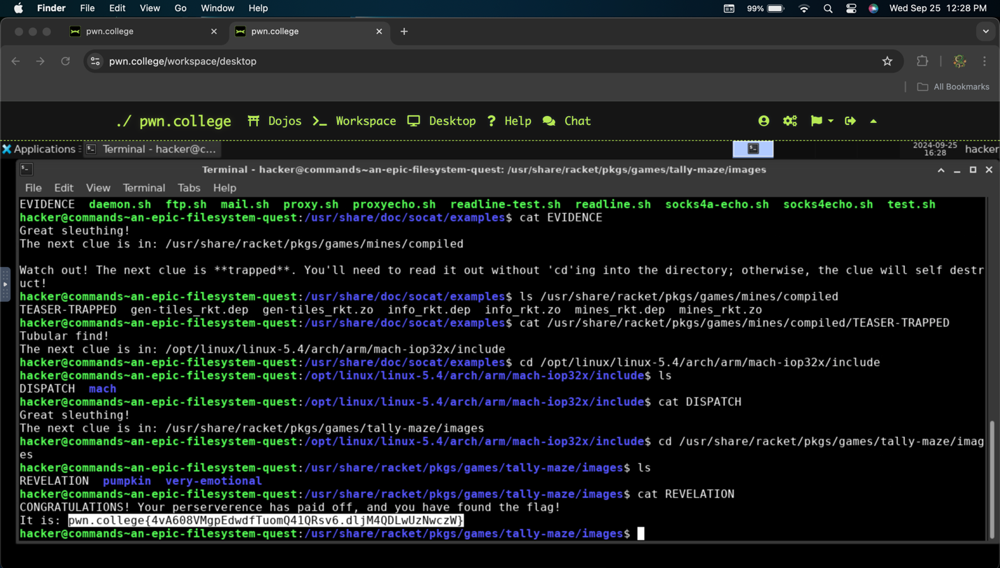 Finder File Edit View Go Window Help 99% Wed Sep 25 12:28 PM
pwn.college pwn.college
pwn.college/workspace/desktop
All Bookmarks
./ pwn.college Dojos Workspace Desktop Help Chat
Applications Terminal - hacker@c... 2024-09-25 16:28 hacker
Terminal - hacker@commands~an-epic-filesystem-quest: /usr/share/racket/pkgs/games/tally-maze/images
File Edit View Terminal Tabs Help
EVIDENCE daemon.sh ftp.sh mail.sh proxy.sh proxyecho.sh readline-test.sh readline.sh socks4a-echo.sh socks4echo.sh test.sh
hacker@commands~an-epic-filesystem-quest:/usr/share/doc/socat/examples$ cat EVIDENCE
Great sleuthing!
The next clue is in: /usr/share/racket/pkgs/games/mines/compiled
Watch out! The next clue is **trapped**. You'll need to read it out without 'cd'ing into the directory; otherwise, the clue will self destr
uct!
hacker@commands~an-epic-filesystem-quest:/usr/share/doc/socat/examples$ ls /usr/share/racket/pkgs/games/mines/compiled
TEASER-TRAPPED gen-tiles_rkt.dep gen-tiles_rkt.zo info_rkt.dep info_rkt.zo mines_rkt.dep mines_rkt.zo
hacker@commands~an-epic-filesystem-quest:/usr/share/doc/socat/examples$ cat /usr/share/racket/pkgs/games/mines/compiled/TEASER-TRAPPED
Tubular find!
The next clue is in: /opt/linux/linux-5.4/arch/arm/mach-iop32x/include
hacker@commands~an-epic-filesystem-quest:/usr/share/doc/socat/examples$ cd /opt/linux/linux-5.4/arch/arm/mach-iop32x/include
hacker@commands~an-epic-filesystem-quest:/opt/linux/linux-5.4/arch/arm/mach-iop32x/include$ ls
DISPATCH mach
hacker@commands~an-epic-filesystem-quest:/opt/linux/linux-5.4/arch/arm/mach-iop32x/include$ cat DISPATCH
Great sleuthing!
The next clue is in: /usr/share/racket/pkgs/games/tally-maze/images
hacker@commands~an-epic-filesystem-quest:/opt/linux/linux-5.4/arch/arm/mach-iop32x/include$ cd /usr/share/racket/pkgs/games/tally-maze/imag
es
hacker@commands~an-epic-filesystem-quest:/usr/share/racket/pkgs/games/tally-maze/images$ ls
REVELATION pumpkin very-emotional
hacker@commands~an-epic-filesystem-quest:/usr/share/racket/pkgs/games/tally-maze/images$ cat REVELATION
CONGRATULATIONS! Your perserverence has paid off, and you have found the flag!
It is: pwn.college{4vA608VMgpEdwdfTuomQ41QRsv6.dljM4QDLwUzNwczW}
hacker@commands~an-epic-filesystem-quest:/usr/share/racket/pkgs/games/tally-maze/images$